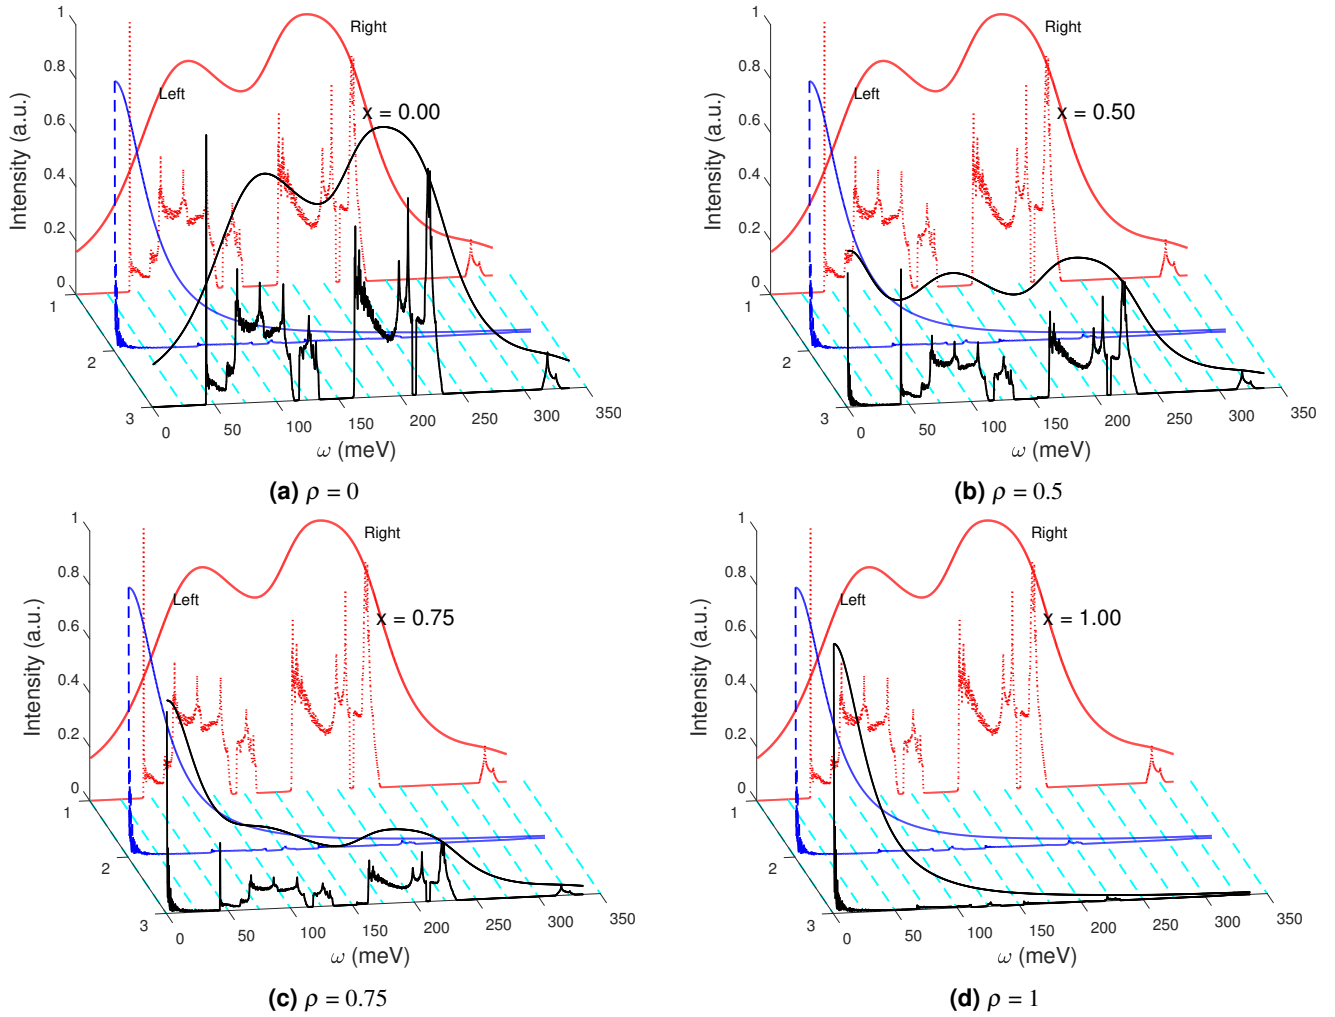 1
0.8
0.6
0.4
0.2
0
Intensity (a.u.)
1
2
3
Left
Right
x = 0.00
0
50
100
150
200
250
300
350
ω (meV)
(a) ρ = 0
1
0.8
0.6
0.4
0.2
0
Intensity (a.u.)
1
2
3
Left
Right
x = 0.50
0
50
100
150
200
250
300
350
ω (meV)
(b) ρ = 0.5
1
0.8
0.6
0.4
0.2
0
Intensity (a.u.)
1
2
3
Left
Right
x = 0.75
0
50
100
150
200
250
300
350
ω (meV)
(c) ρ = 0.75
1
0.8
0.6
0.4
0.2
0
Intensity (a.u.)
1
2
3
Left
Right
x = 1.00
0
50
100
150
200
250
300
350
ω (meV)
(d) ρ = 1